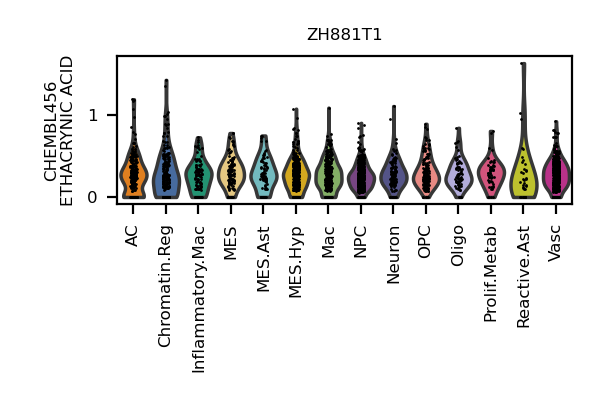 ZH881T1
CHEMBL456
ETHACRYNIC ACID
1
0
AC
Chromatin.Reg
Inflammatory.Mac
MES
MES.Ast
MES.Hyp
Mac
NPC
Neuron
OPC
Oligo
Prolif.Metab
Reactive.Ast
Vasc